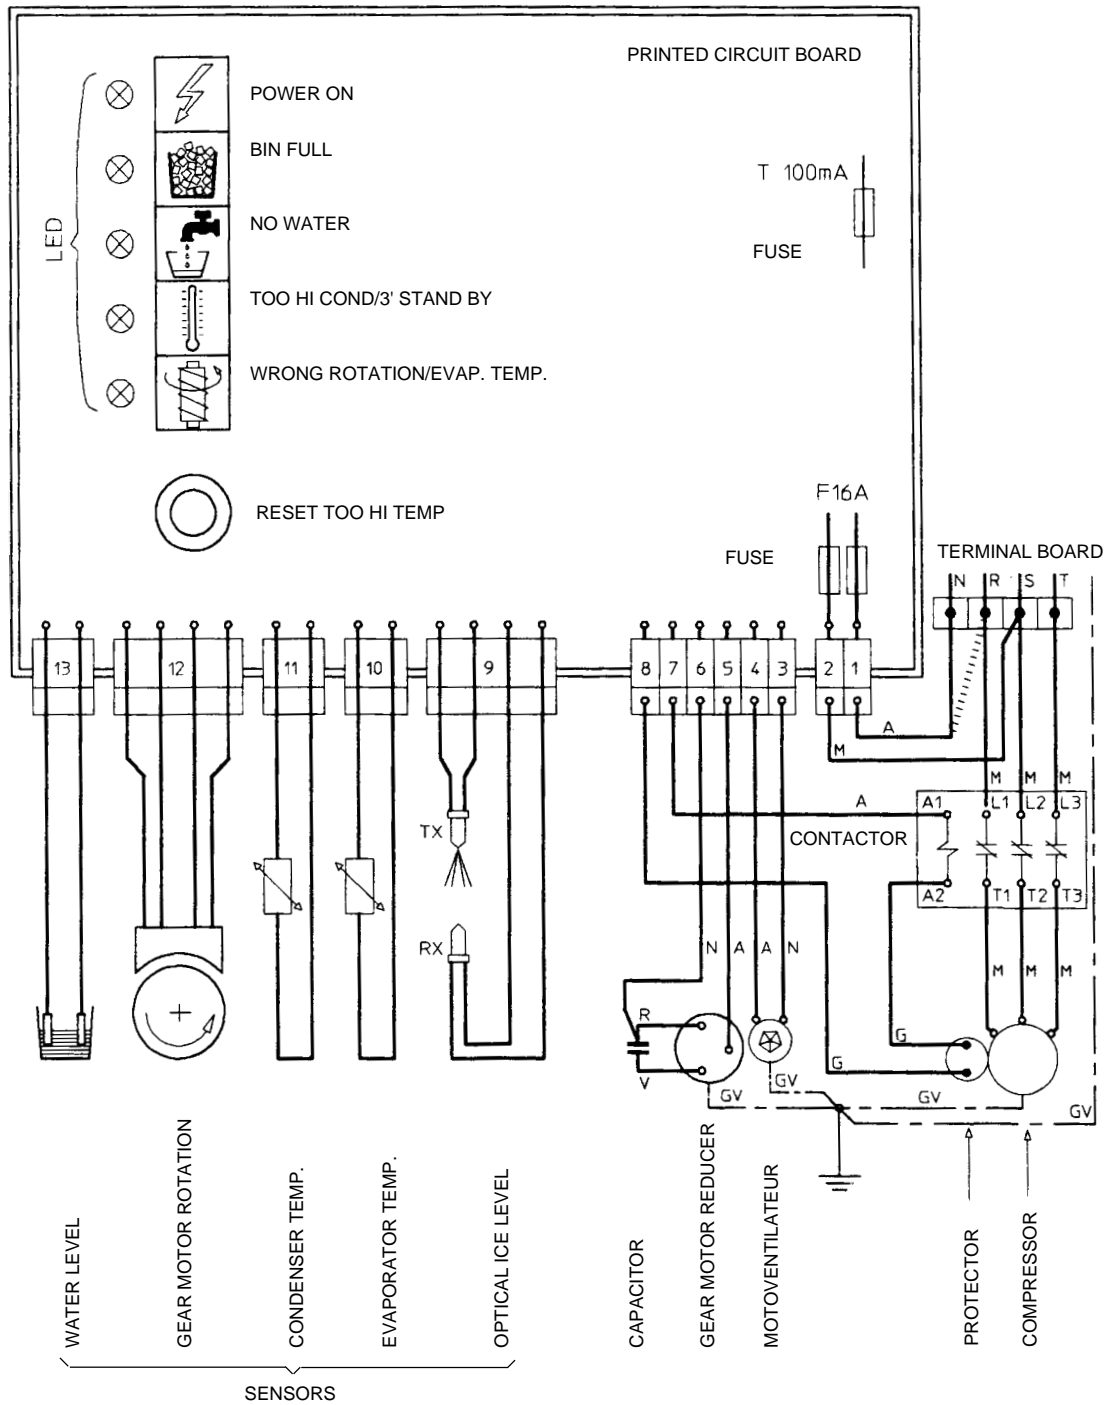 PRINTED CIRCUIT BOARD
LED
POWER ON
BIN FULL
NO WATER
TOO HI COND/3' STAND BY
WRONG ROTATION/EVAP. TEMP.
T 100mA
FUSE
RESET TOO HI TEMP
F16A
FUSE
TERMINAL BOARD
N R S T
13 12 11 10 9 8 7 6 5 4 3 2 1
A
M
M M M
A
A1 L1 L2 L3
CONTACTOR
A2 T1 T2 T3
TX
RX
N A A N
M M M
R
V
G
G
GV
GV
GV
GV
WATER LEVEL
GEAR MOTOR ROTATION
CONDENSER TEMP.
EVAPORATOR TEMP.
OPTICAL ICE LEVEL
CAPACITOR
GEAR MOTOR REDUCER
MOTOVENTILATEUR
PROTECTOR
COMPRESSOR
SENSORS